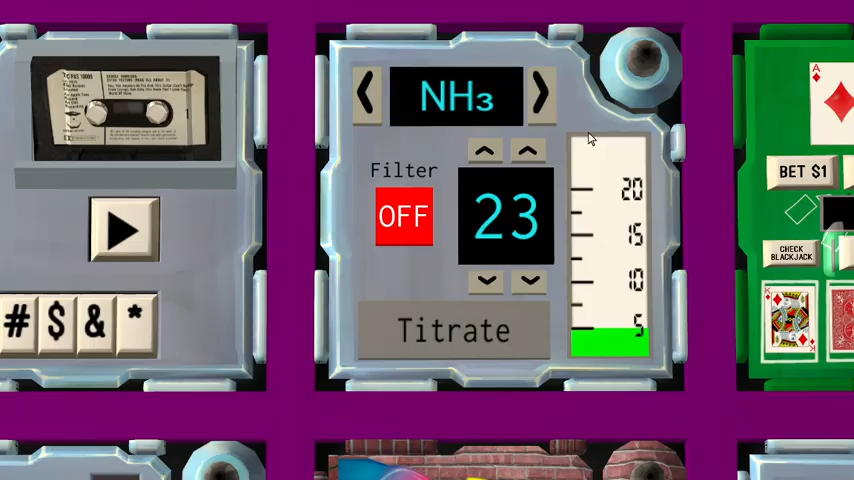 NH₃
Filter
OFF
23
20
15
10
5
Titrate
# $ & *
A
BET $1
CHECK
BLACKJACK
K
K